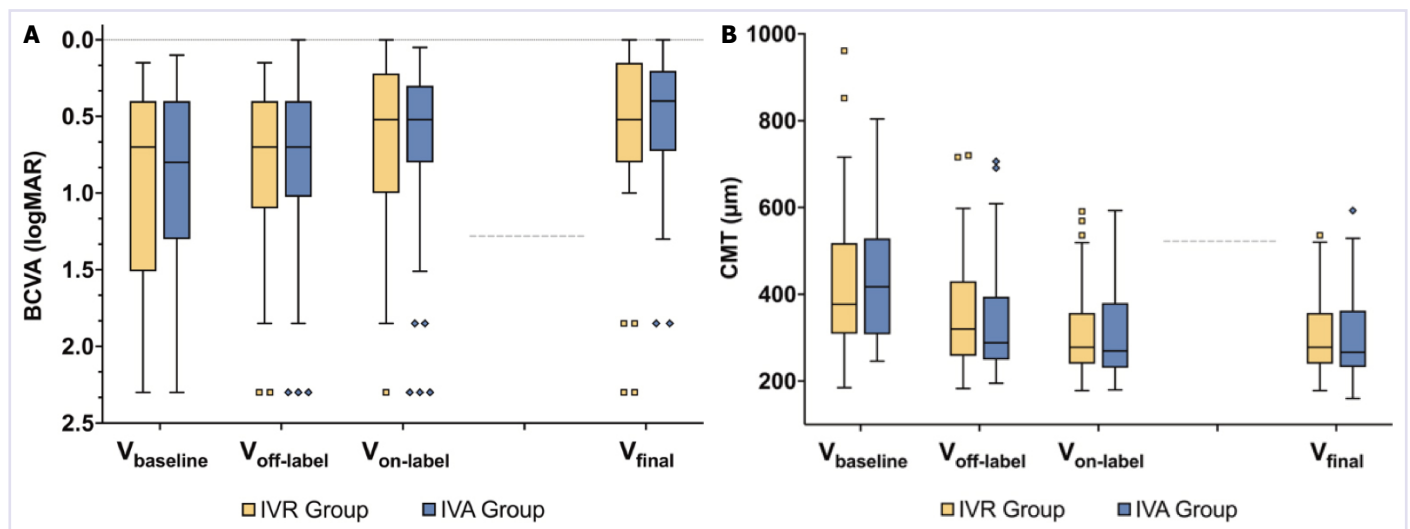 A
0.0
0.5
1.0
1.5
2.0
2.5
BCVA (logMAR)
Vbaseline Voff-label Von-label Vfinal
IVR Group IVA Group
B
1000
800
600
400
200
CMT (µm)
Vbaseline Voff-label Von-label Vfinal
IVR Group IVA Group